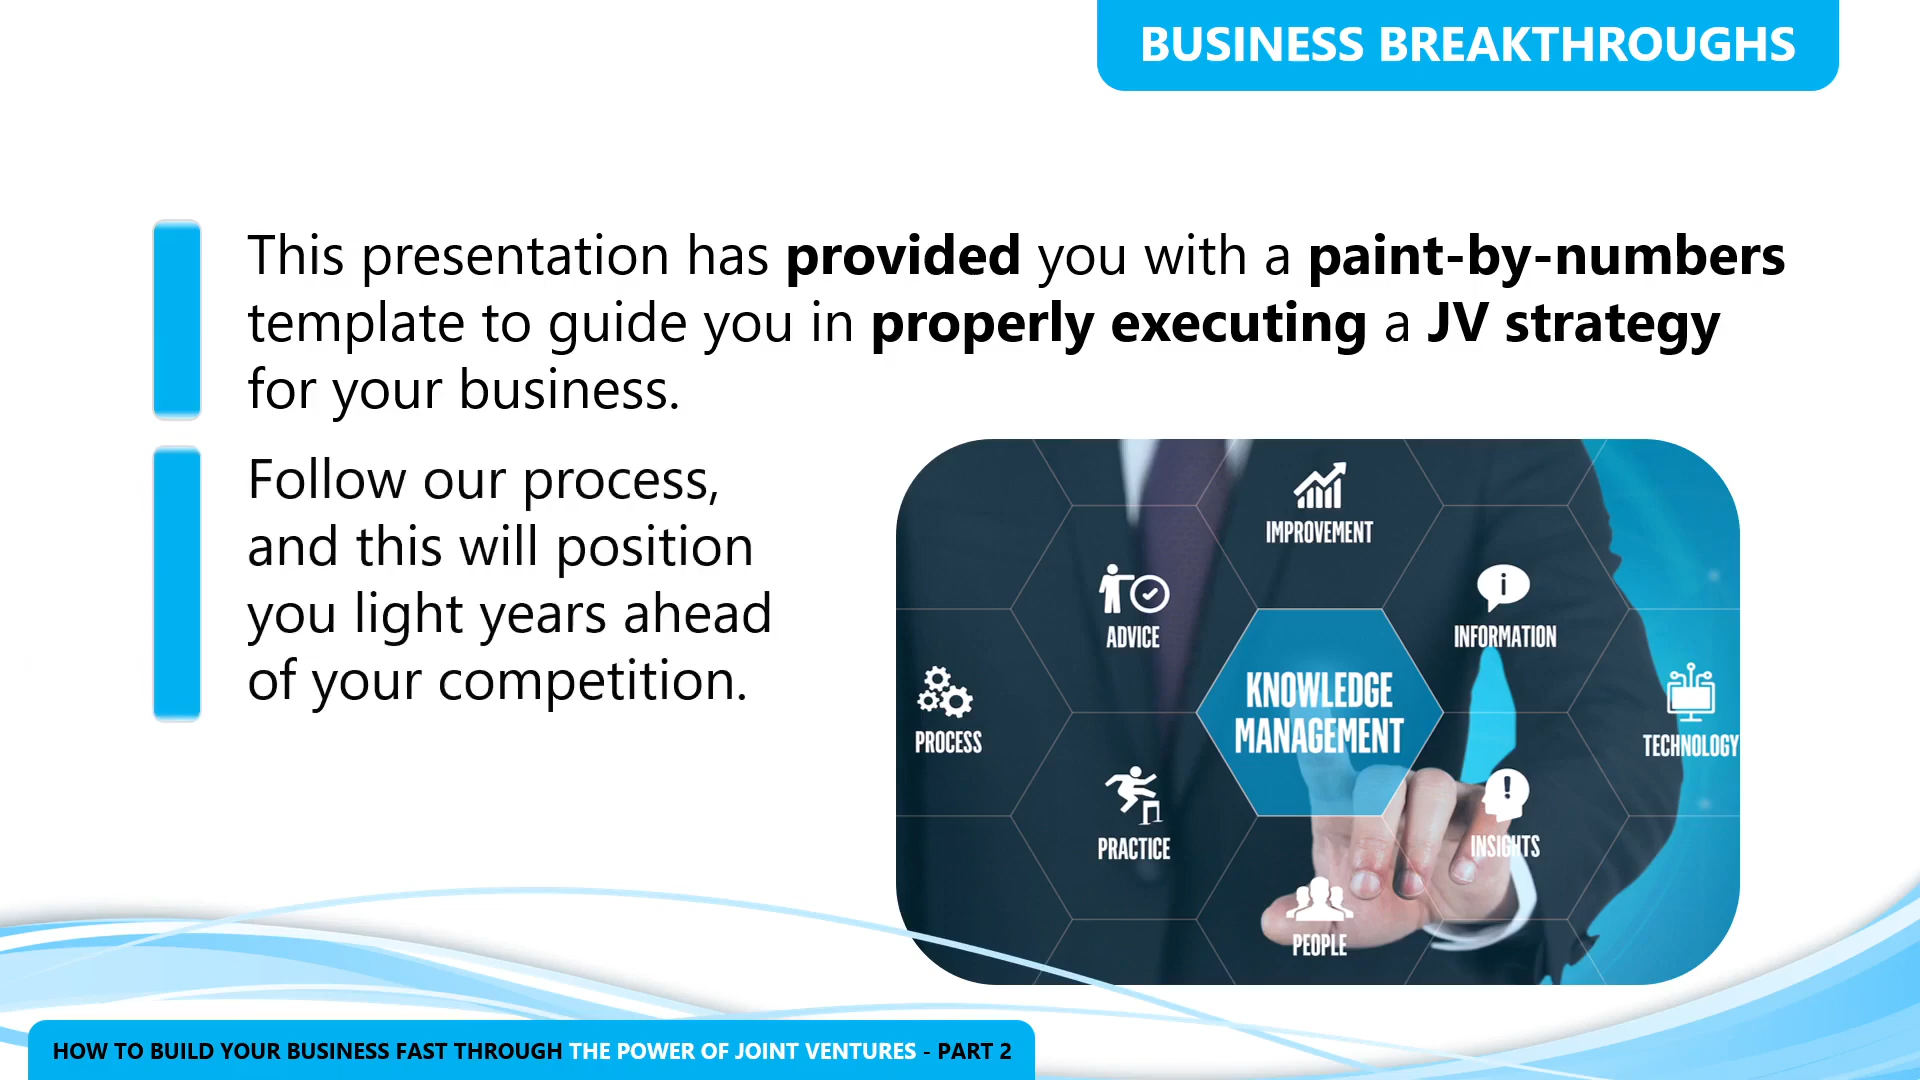 BUSINESS BREAKTHROUGHS
This presentation has provided you with a paint-by-numbers
template to guide you in properly executing a JV strategy
for your business.
Follow our process,
and this will position
you light years ahead
of your competition.
IMPROVEMENT
ADVICE
INFORMATION
KNOWLEDGE
MANAGEMENT
PROCESS
TECHNOLOGY
PRACTICE
INSIGHTS
PEOPLE
HOW TO BUILD YOUR BUSINESS FAST THROUGH THE POWER OF JOINT VENTURES - PART 2